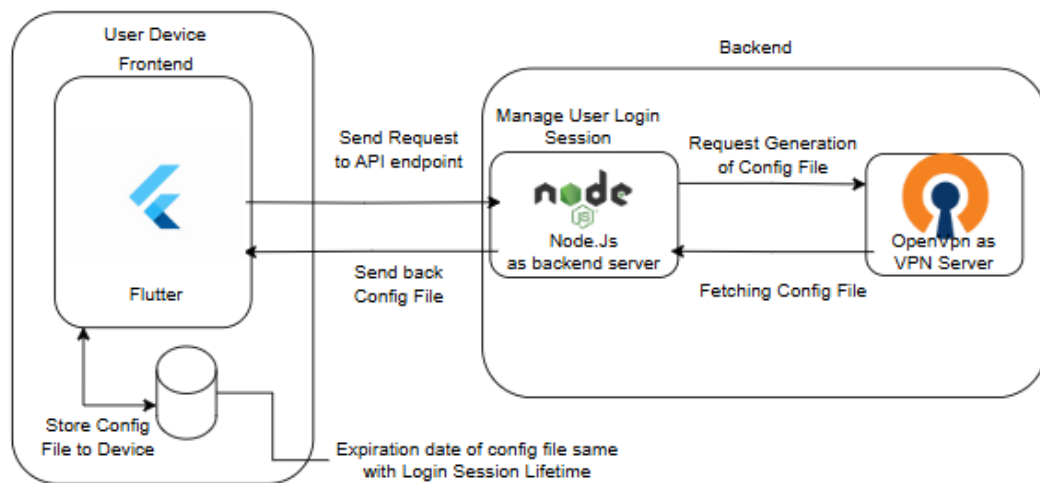 User Device
Frontend
Flutter
Store Config
File to Device
Send Request
to API endpoint
Send back
Config File
Expiration date of config file same
with Login Session Lifetime
Backend
Manage User Login
Session
node
JS
Node.Js
as backend server
Request Generation
of Config File
Fetching Config File
OpenVpn as
VPN Server